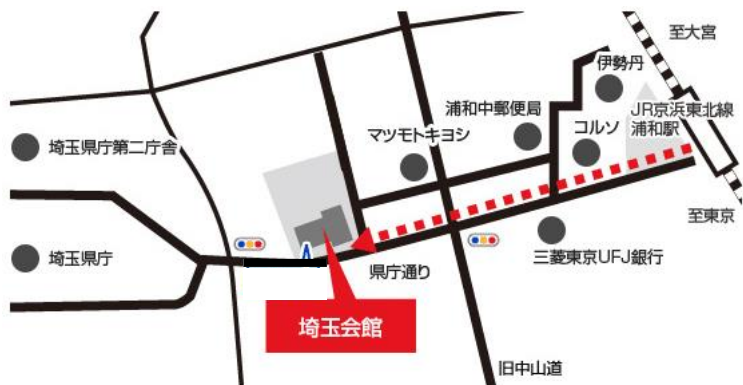 至大宮
伊勢丹
JR京浜東北線
浦和駅
浦和中郵便局
コルソ
マツモトキヨシ
埼玉県庁第二庁舎
至東京
三菱東京UFJ銀行
埼玉県庁
県庁通り
埼玉会館
旧中山道